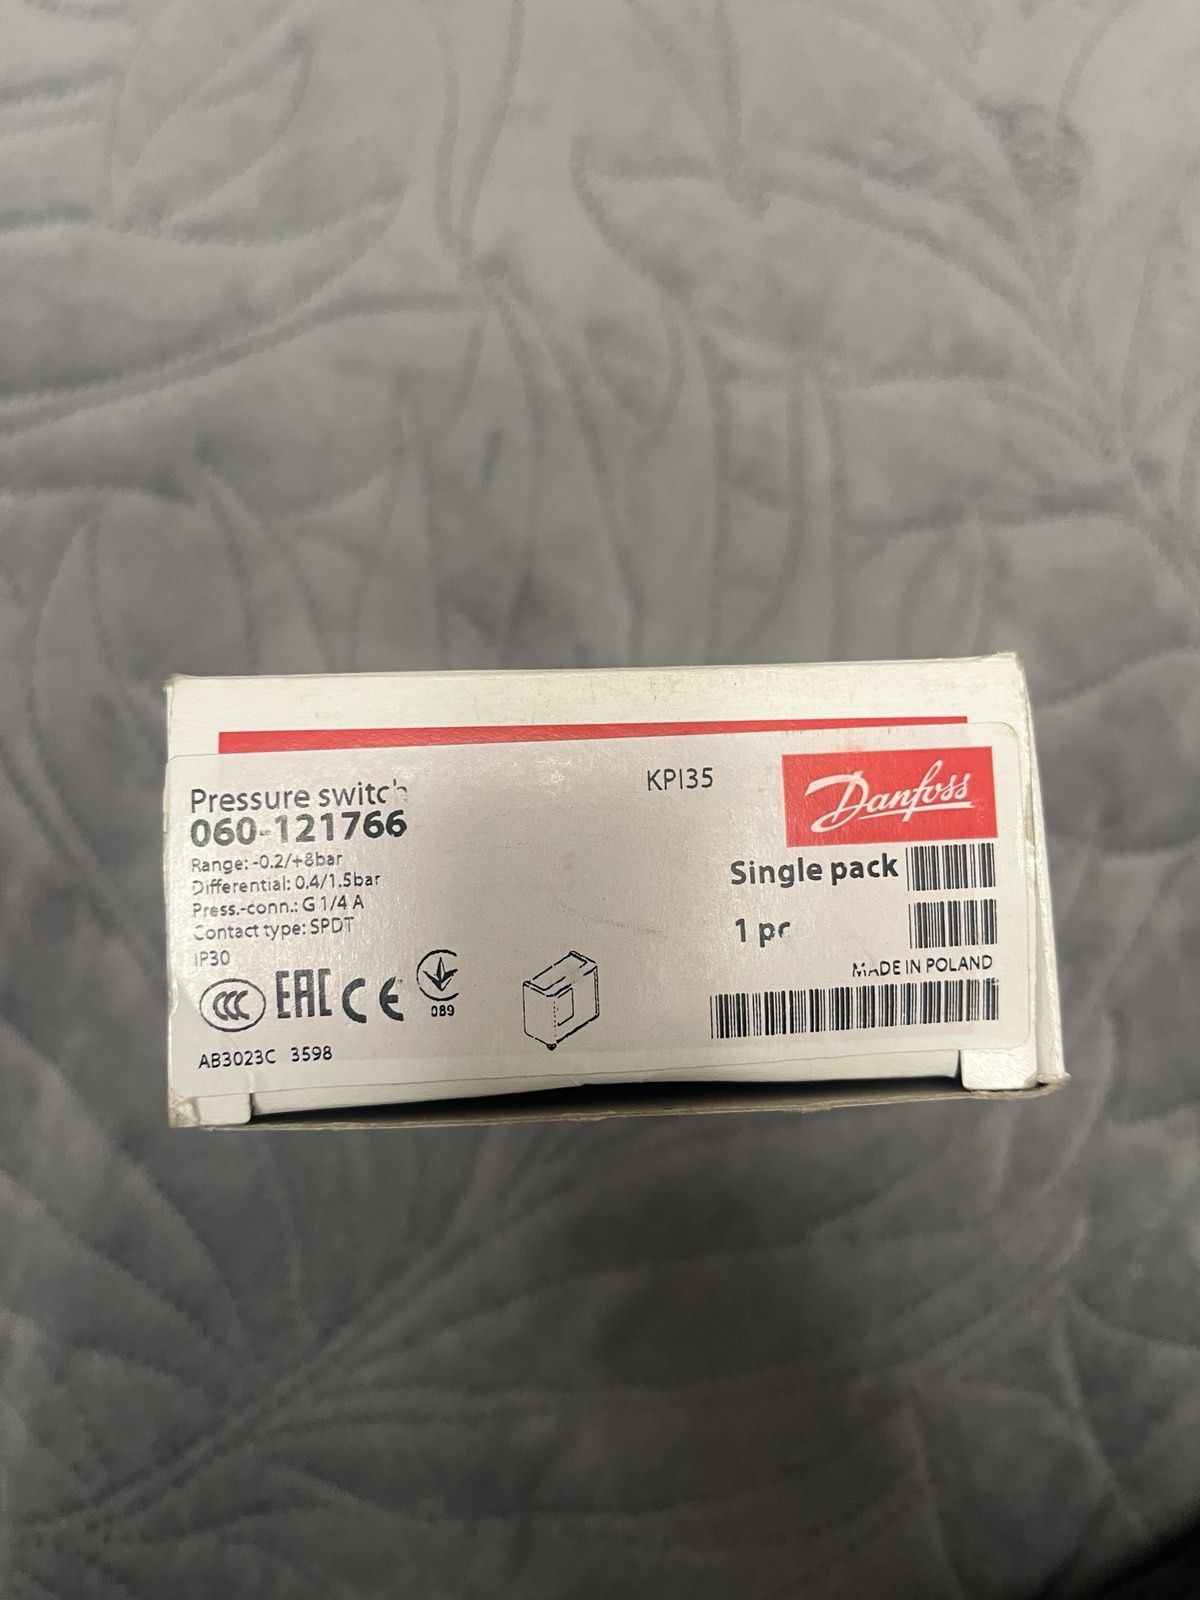 Pressure switch
060-121766
Range: -0.2/+8bar
Differential: 0.4/1.5bar
Press.-conn.: G 1/4 A
Contact type: SPDT
IP30
KPI35
Danfoss
Single pack
1 pc
MADE IN POLAND
CCC EAC CE
089
AB3023C 3598